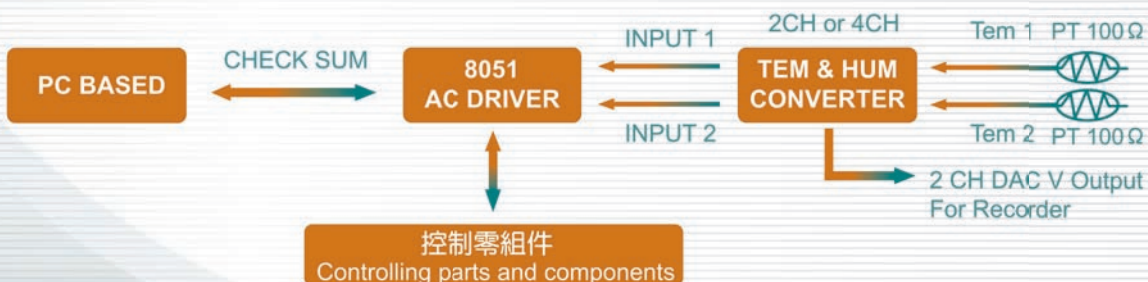 2CH or 4CH
Tem 1 PT 100Ω
INPUT 1
CHECK SUM
PC BASED
8051
AC DRIVER
TEM & HUM
CONVERTER
INPUT 2
Tem 2 PT 100Ω
2 CH DAC V Output
For Recorder
控制零組件
Controlling parts and components